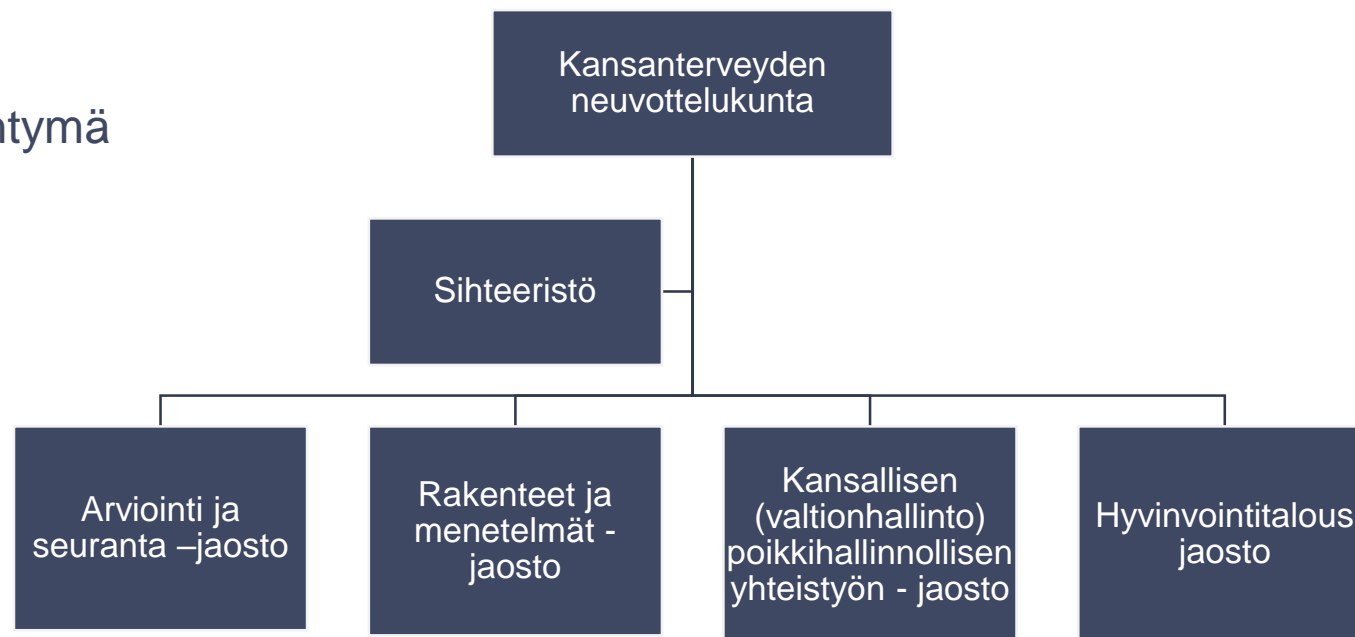 Kansanterveyden
neuvottelukunta
ntymä
Sihteeristö
Arviointi ja
seuranta –jaosto
Rakenteet ja
menetelmät -
jaosto
Kansallisen
(valtionhallinto)
poikkihallinnollisen
yhteistyön - jaosto
Hyvinvointitalous
jaosto